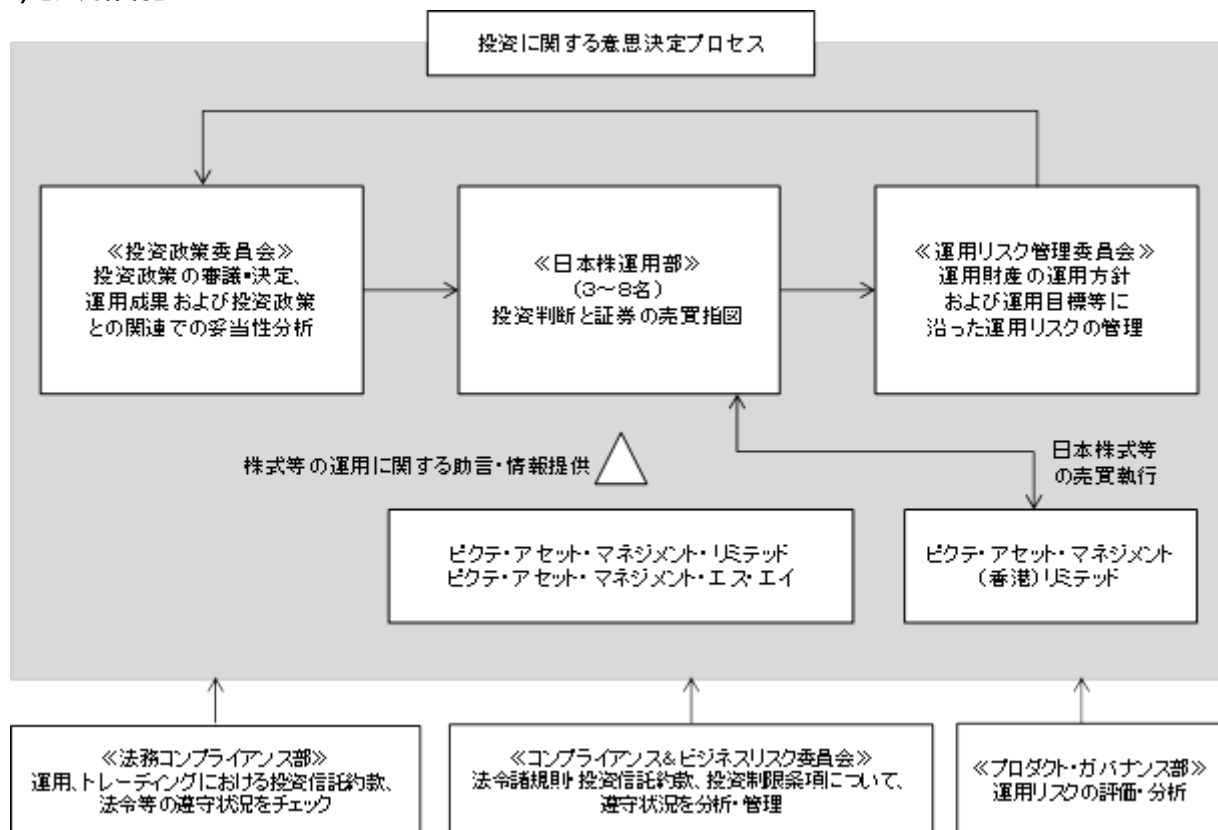 投資に関する意思決定プロセス
≪投資政策委員会≫
投資政策の審議・決定、
運用成果および投資政策
との関連での妥当性分析
≪日本株運用部≫
(3～8名)
投資判断と証券の売買指図
≪運用リスク管理委員会≫
運用財産の運用方針
および運用目標等に
沿った運用リスクの管理
株式等の運用に関する助言・情報提供
日本株式等
の売買執行
ピクテ・アセット・マネジメント・リミテッド
ピクテ・アセット・マネジメント・エス・エイ
ピクテ・アセット・マネジメント
(香港)リミテッド
≪法務コンプライアンス部≫
運用、トレーディングにおける投資信託約款、
法令等の遵守状況をチェック
≪コンプライアンス&ビジネスリスク委員会≫
法令諸規則・投資信託約款、投資制限条項について、
遵守状況を分析・管理
≪プロダクト・ガバナンス部≫
運用リスクの評価・分析